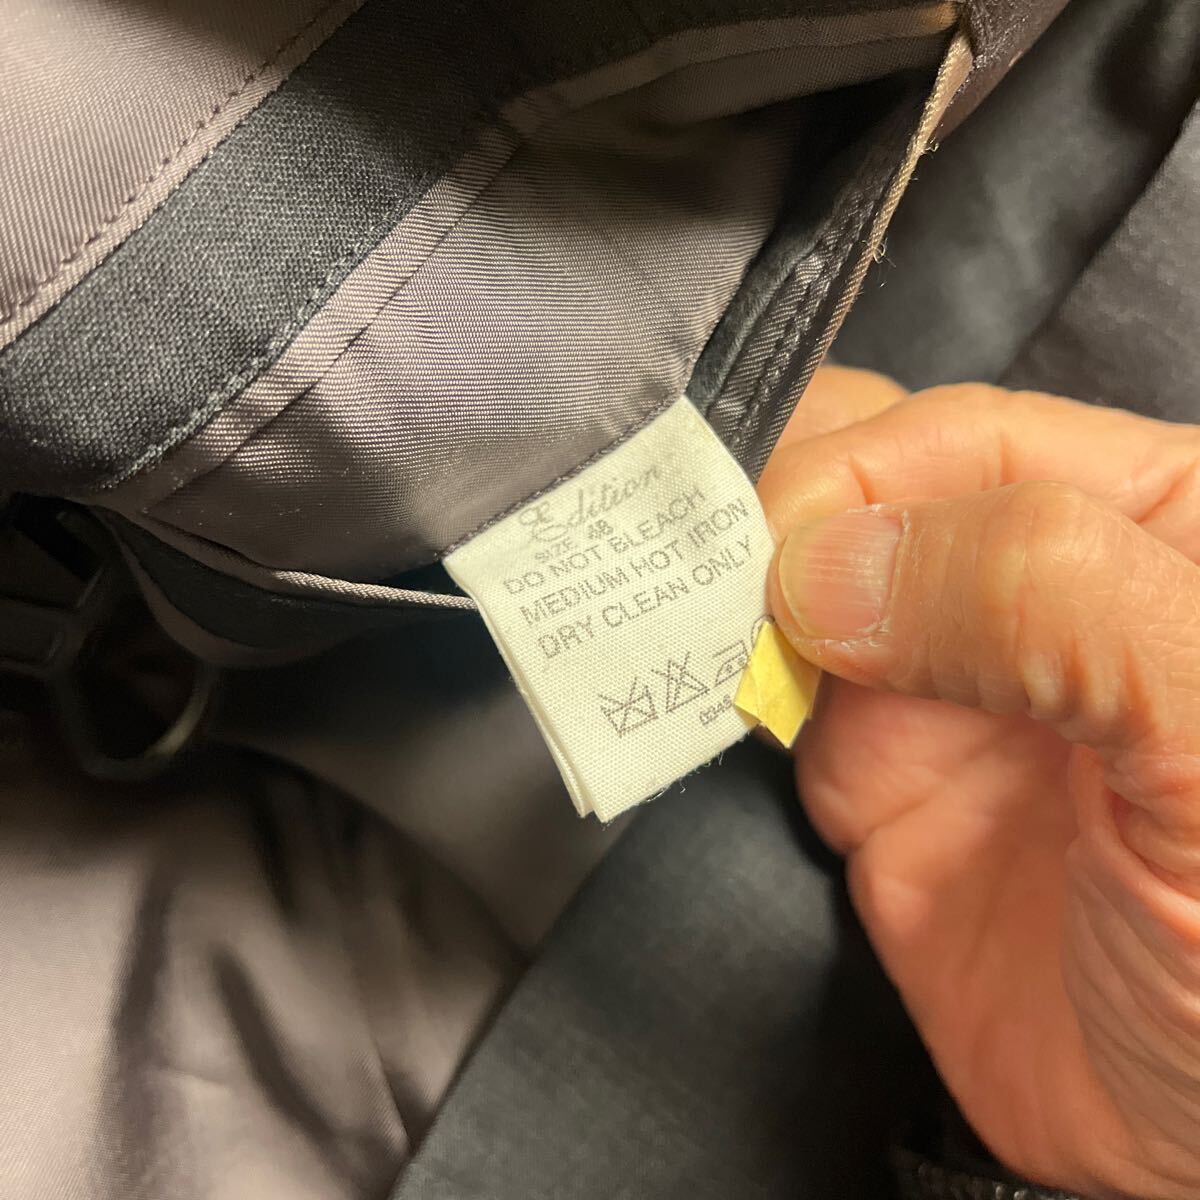 Edition
SIZE 48
DO NOT BLEACH
MEDIUM HOT IRON
DRY CLEAN ONLY